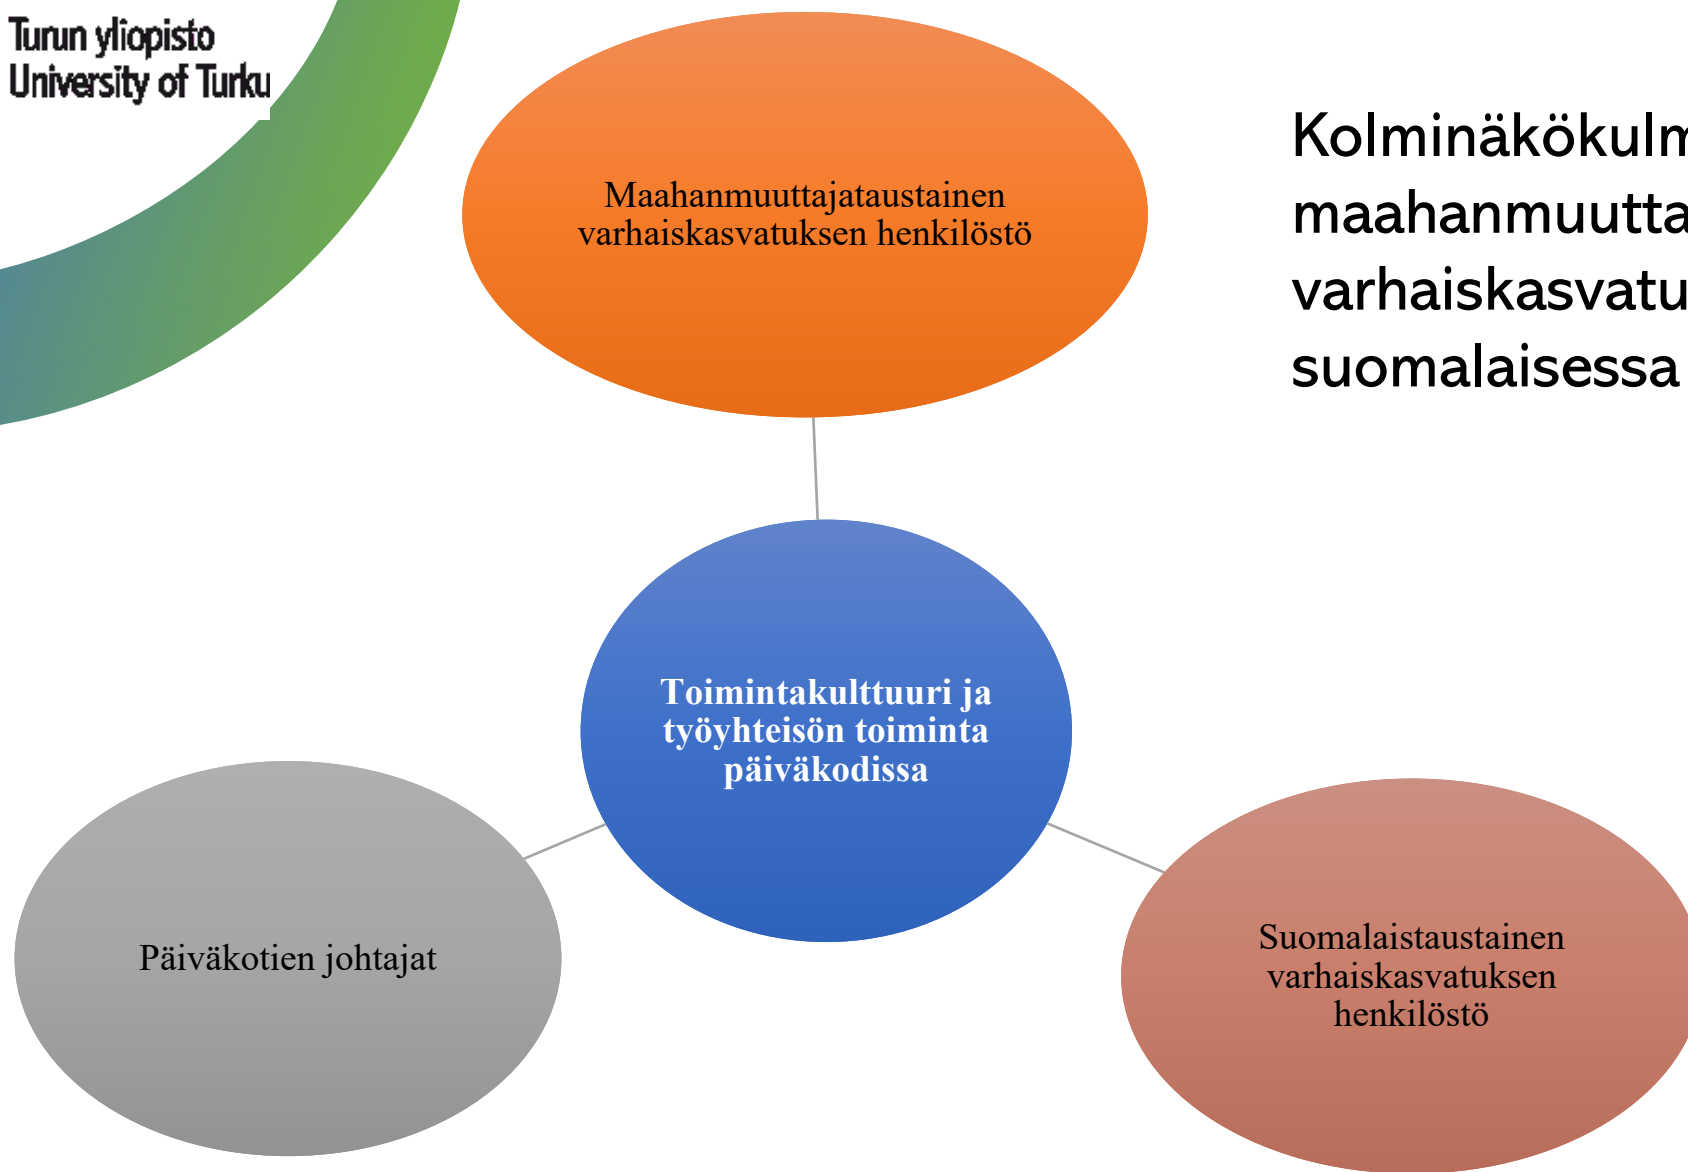 Turun yliopisto
University of Turku
Kolminäkökulm
maahanmuutta
varhaiskasvatu
suomalaisessa
Maahanmuuttajataustainen
varhaiskasvatuksen henkilöstö
Toimintakulttuuri ja
työyhteisön toiminta
päiväkodissa
Päiväkotien johtajat
Suomalaistaustainen
varhaiskasvatuksen
henkilöstö